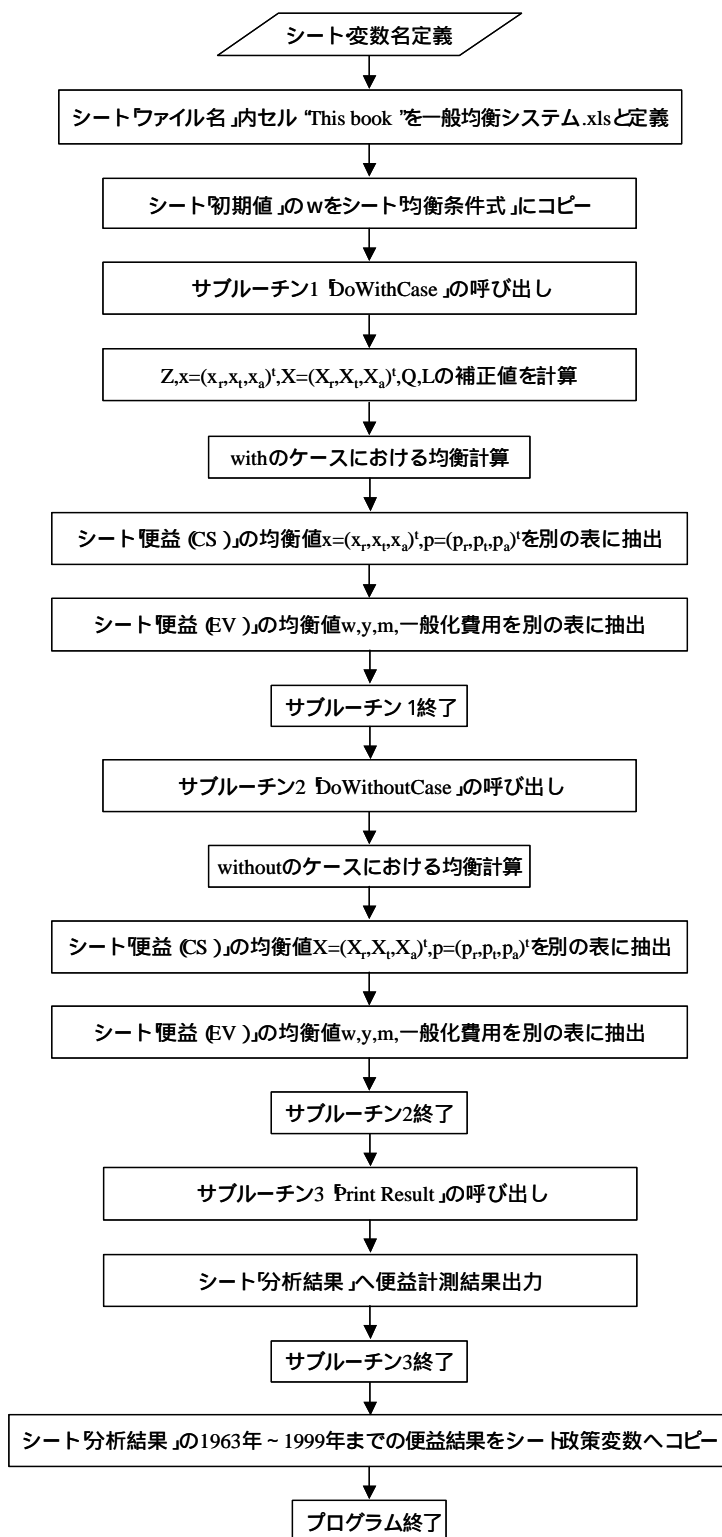 シート・変数名定義
シート「ファイル名」内セル“This book ”を一般均衡システム.xlsと定義
シート「初期値」のwをシート「均衡条件式」にコピー
サブルーチン1「DoWithCase」の呼び出し
Z,x=(xr,xt,xa)t,X=(Xr,Xt,Xa)t,Q,Lの補正値を計算
withのケースにおける均衡計算
シート「便益(CS)」の均衡値x=(xr,xt,xa)t,p=(pr,pt,pa)tを別の表に抽出
シート「便益(EV)」の均衡値w,y,m,一般化費用を別の表に抽出
サブルーチン1終了
サブルーチン2「DoWithoutCase」の呼び出し
withoutのケースにおける均衡計算
シート「便益(CS)」の均衡値X=(Xr,Xt,Xa)t,p=(pr,pt,pa)tを別の表に抽出
シート「便益(EV)」の均衡値w,y,m,一般化費用を別の表に抽出
サブルーチン2終了
サブルーチン3「Print Result」の呼び出し
シート「分析結果」へ便益計測結果出力
サブルーチン3終了
シート「分析結果」の1963年~1999年までの便益結果をシート政策変数へコピー
プログラム終了